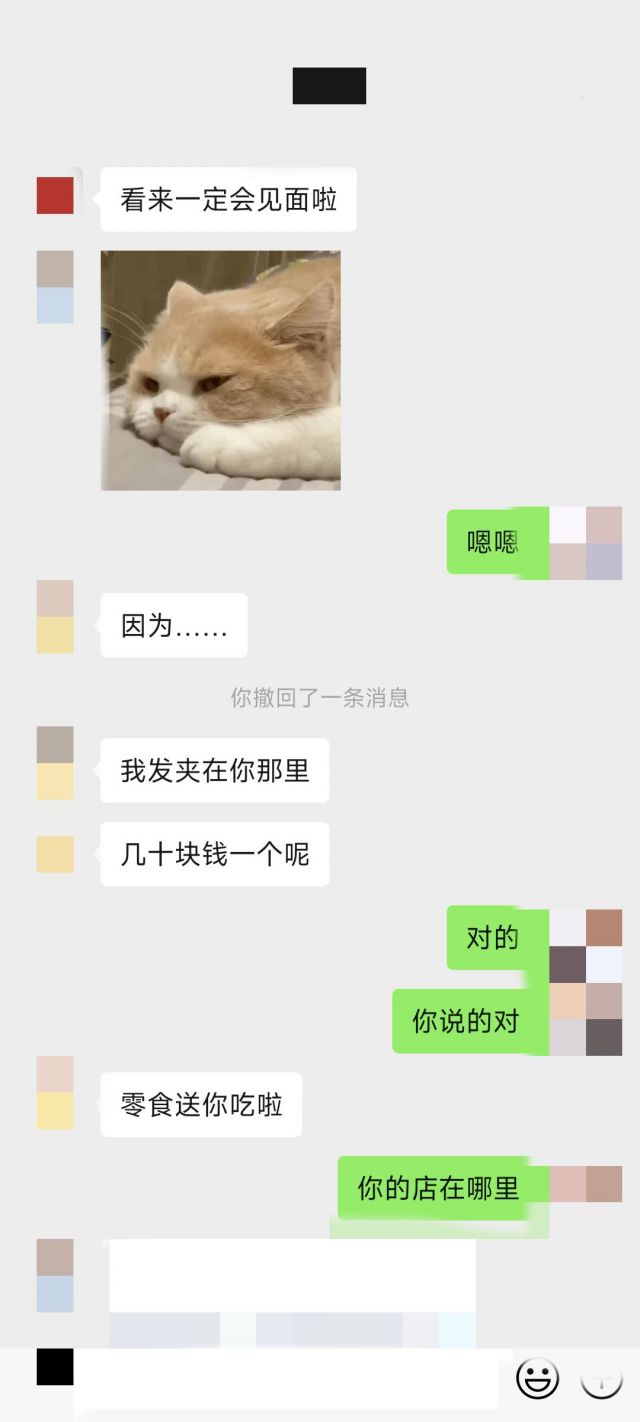 看来一定会见面啦
嗯嗯
因为......
你撤回了一条消息
我发夹在你那里
几十块钱一个呢
对的
你说的对
零食送你吃啦
你的店在哪里